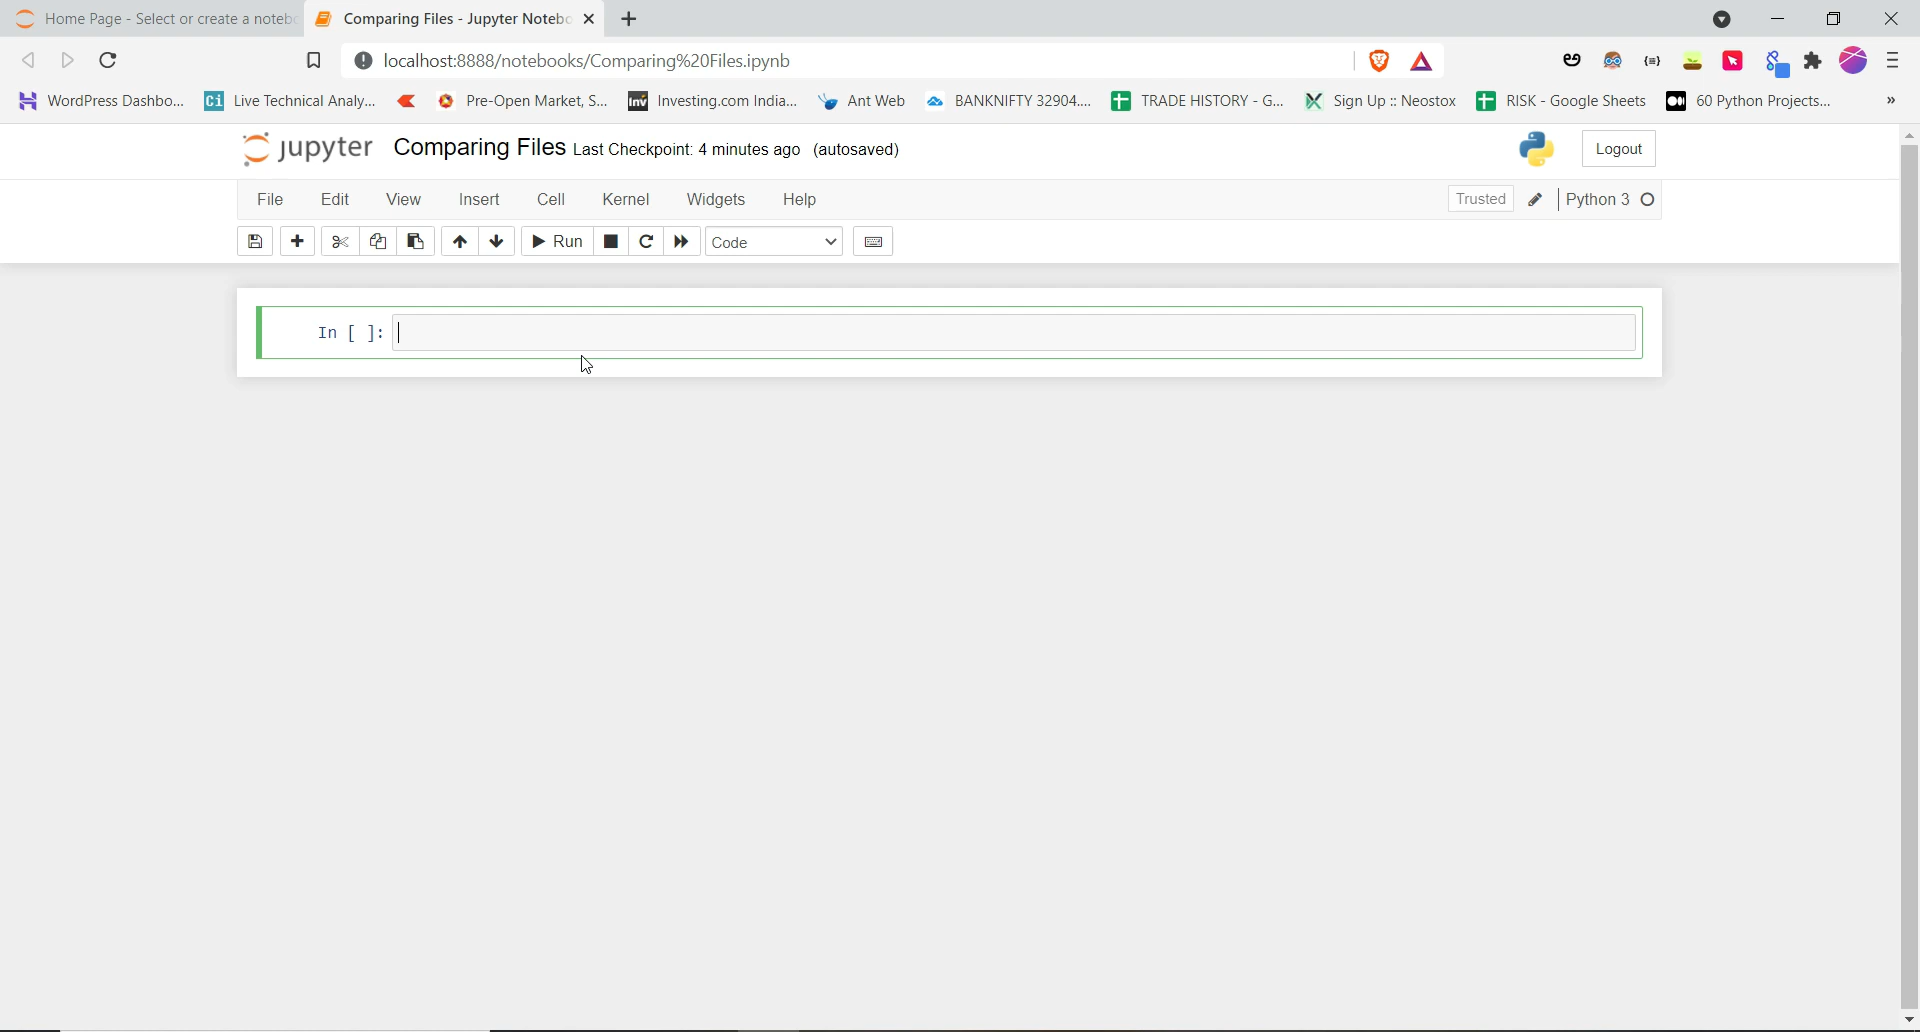 Home Page - Select or create a noteb
Comparing Files - Jupyter Notebo
localhost:8888/notebooks/Comparing%20Files.ipynb
WordPress Dashbo...
Ci Live Technical Analy...
Pre-Open Market, S...
Inv Investing.com India...
Ant Web
BANKNIFTY 32904....
TRADE HISTORY - G...
Sign Up :: Neostox
RISK - Google Sheets
60 Python Projects...
»
jupyter Comparing Files Last Checkpoint: 4 minutes ago (autosaved)
Logout
File Edit View Insert Cell Kernel Widgets Help
Trusted Python 3
Run Code
In [ ]: